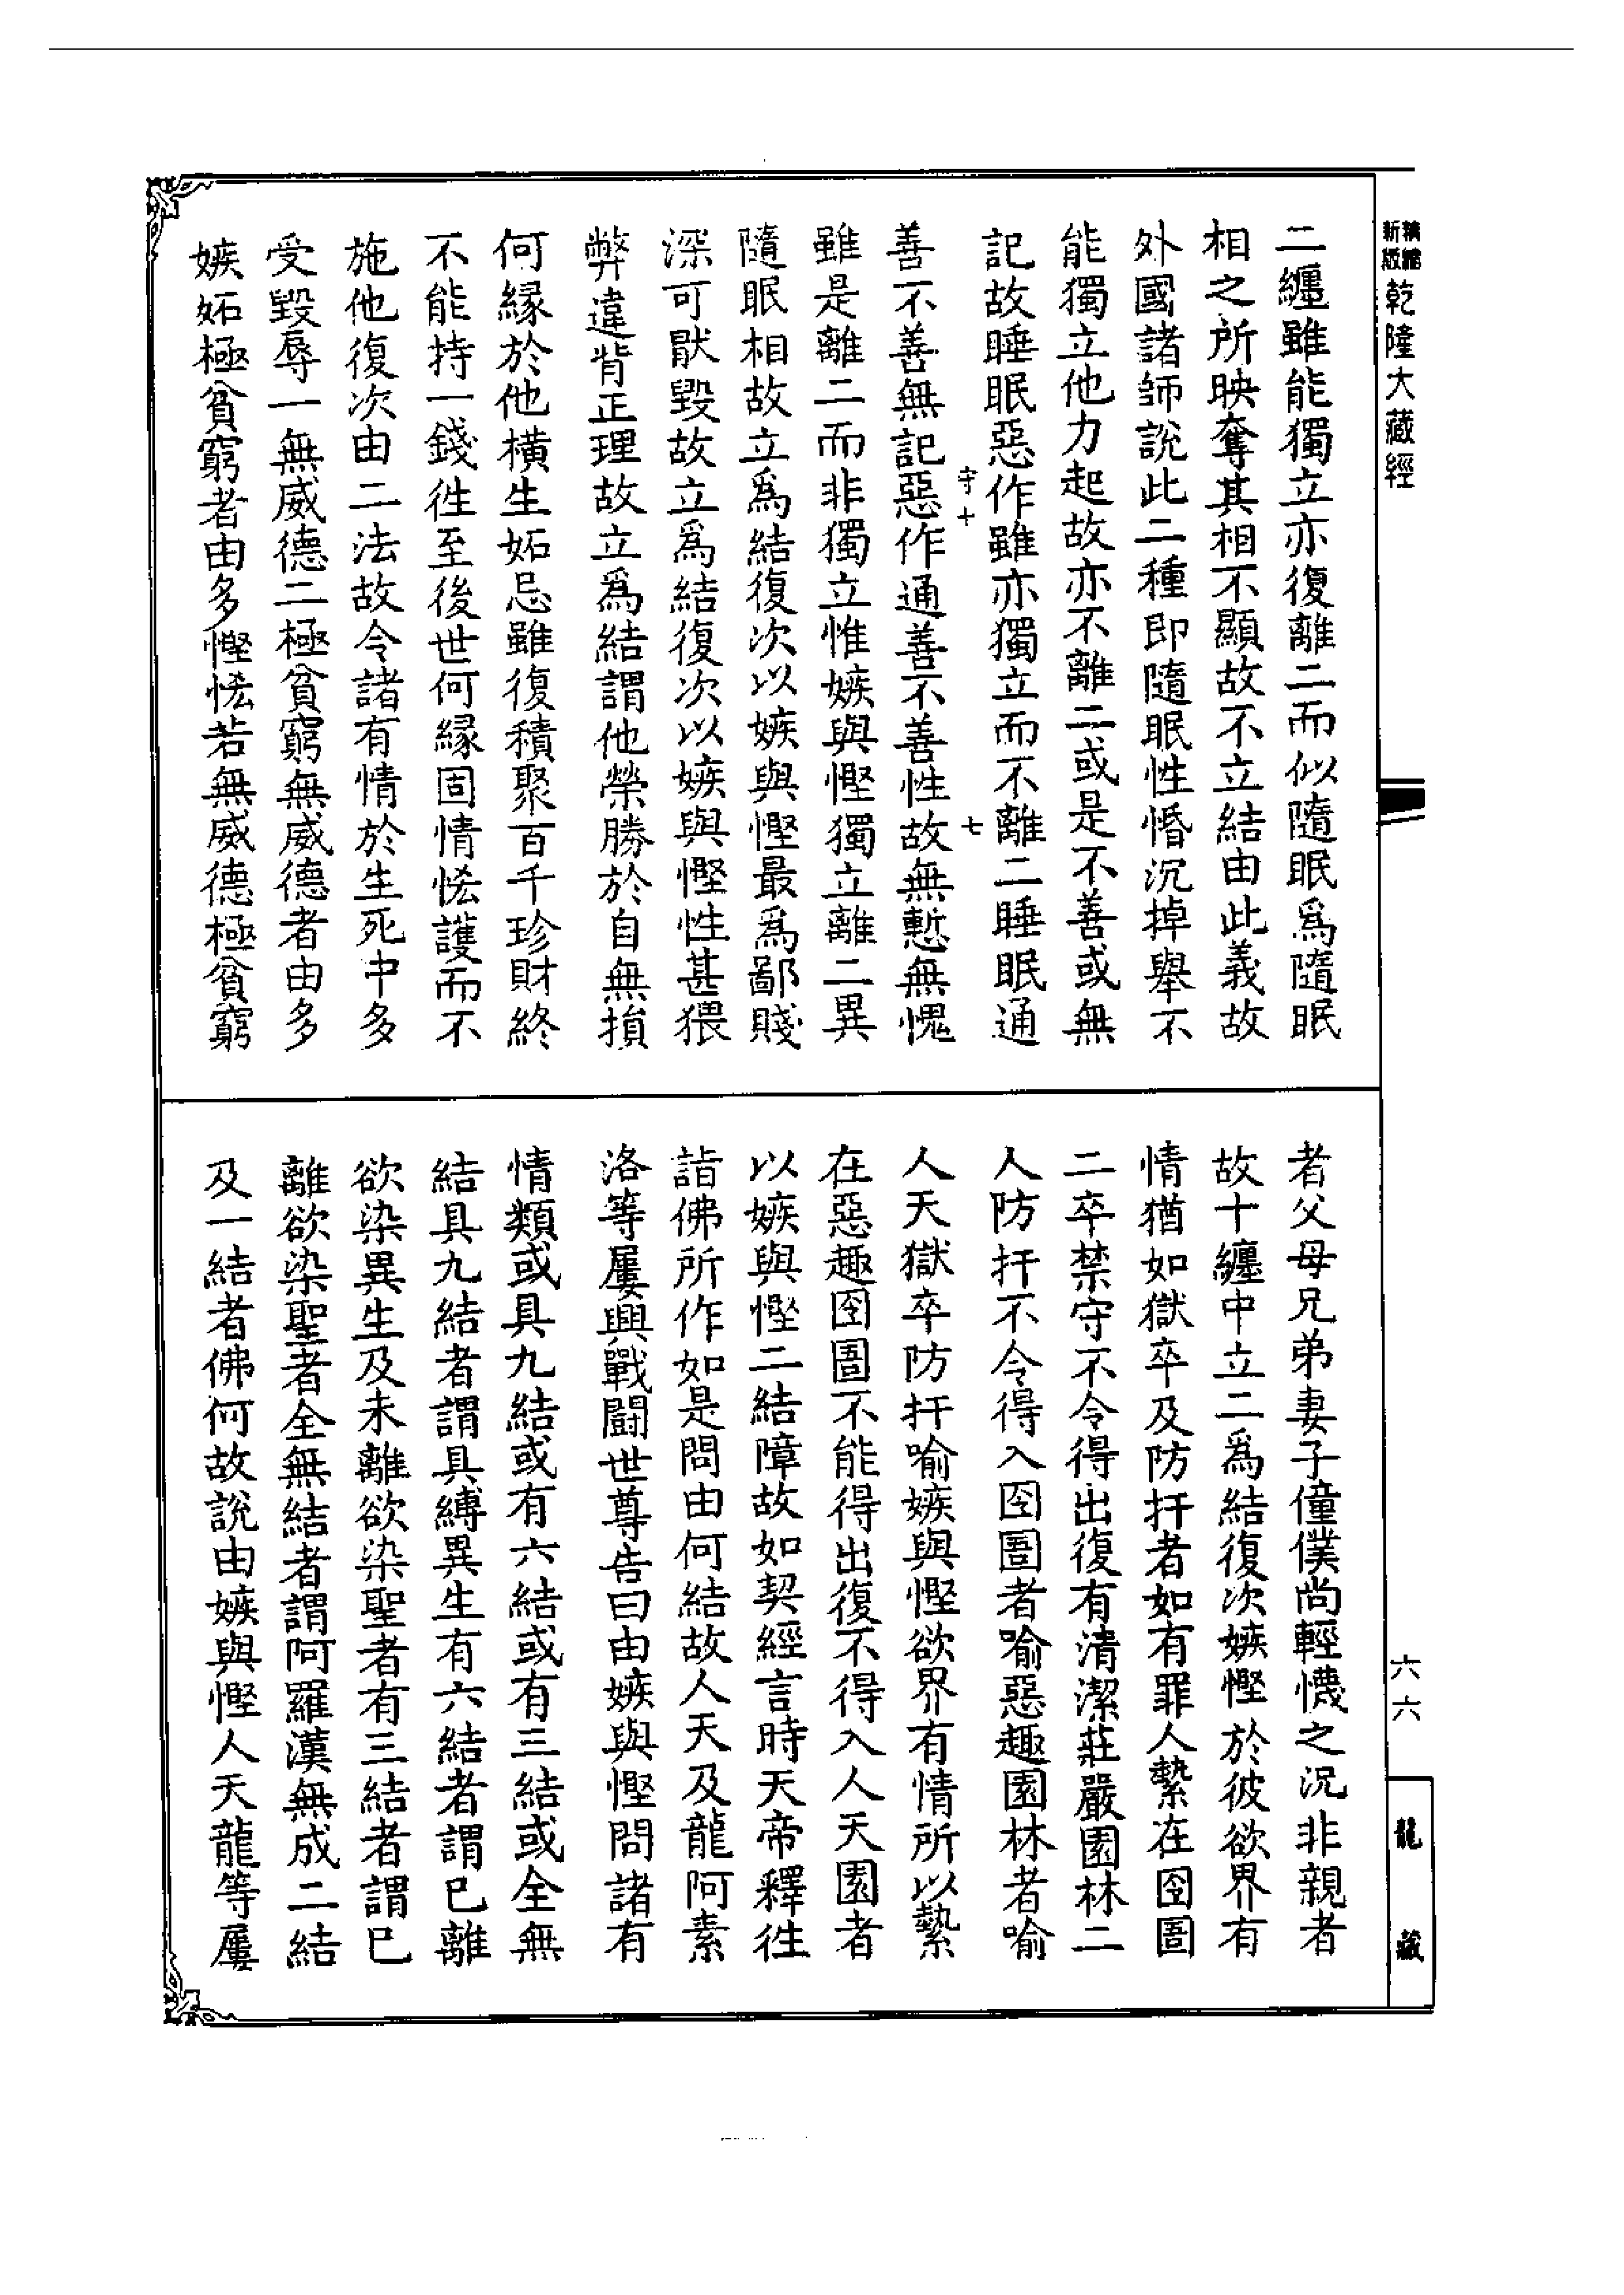 新縮
版影
乾隆大藏經
二纏雖能獨立亦復離二而似隨眠爲隨眠
相之所映奪其相不顯故不立結由此義故
外國諸師說此二種即隨眠性惛沉掉舉不
能獨立他力起故亦不離二或是不善或無
記故睡眠惡作雖亦獨立而不離二睡眠通
守十 七
善不善無記惡作通善不善性故無慙無愧
雖是離二而非獨立惟嫉與慳獨立離二異
隨眠相故立爲結復次以嫉與慳最爲鄙賤
深可猒毀故立爲結復次以嫉與慳性甚猥
弊違背正理故立爲結謂他榮勝於自無損
何縁於他橫生妬忌雖復積聚百千珍財終
不能持一錢徃至後世何縁固情恡護而不
施他復次由二法故令諸有情於生死中多
受毀辱一無威德二極貧窮無威德者由多
嫉妬極貧窮者由多慳恡若無威德極貧窮
者父母兄弟妻子僮僕尚輕懱之況非親者
故十纏中立二爲結復次嫉慳於彼欲界有
情猶如獄卒及防扞者如有罪人縶在囹圄
二卒禁守不令得出復有清潔莊嚴園林二
人防扞不令得入囹圄者喻惡趣園林者喻
人天獄卒防扞喻嫉與慳欲界有情所以縶
在惡趣囹圄不能得出復不得入人天園者
以嫉與慳二結障故如契經言時天帝釋徃
詣佛所作如是問由何結故人天及龍阿素
洛等屢興戰鬪世尊告曰由嫉與慳問諸有
情類或具九結或有六結或有三結或全無
結具九結者謂具縛異生有六結者謂已離
欲染異生及未離欲染聖者有三結者謂已
離欲染聖者全無結者謂阿羅漢無成二結
及一結者佛何故說由嫉與慳人天龍等屢
六六
龍藏